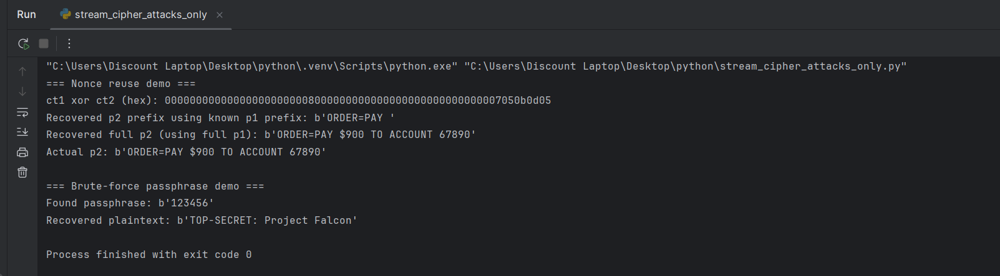 Run
stream_cipher_attacks_only
"C:\Users\Discount Laptop\Desktop\python\.venv\Scripts\python.exe" "C:\Users\Discount Laptop\Desktop\python\stream_cipher_attacks_only.py"
=== Nonce reuse demo ===
ct1 xor ct2 (hex): 000000000000000000000008000000000000000000000000000007050b0d05
Recovered p2 prefix using known p1 prefix: b'ORDER=PAY '
Recovered full p2 (using full p1): b'ORDER=PAY $900 TO ACCOUNT 67890'
Actual p2: b'ORDER=PAY $900 TO ACCOUNT 67890'
=== Brute-force passphrase demo ===
Found passphrase: b'123456'
Recovered plaintext: b'TOP-SECRET: Project Falcon'
Process finished with exit code 0